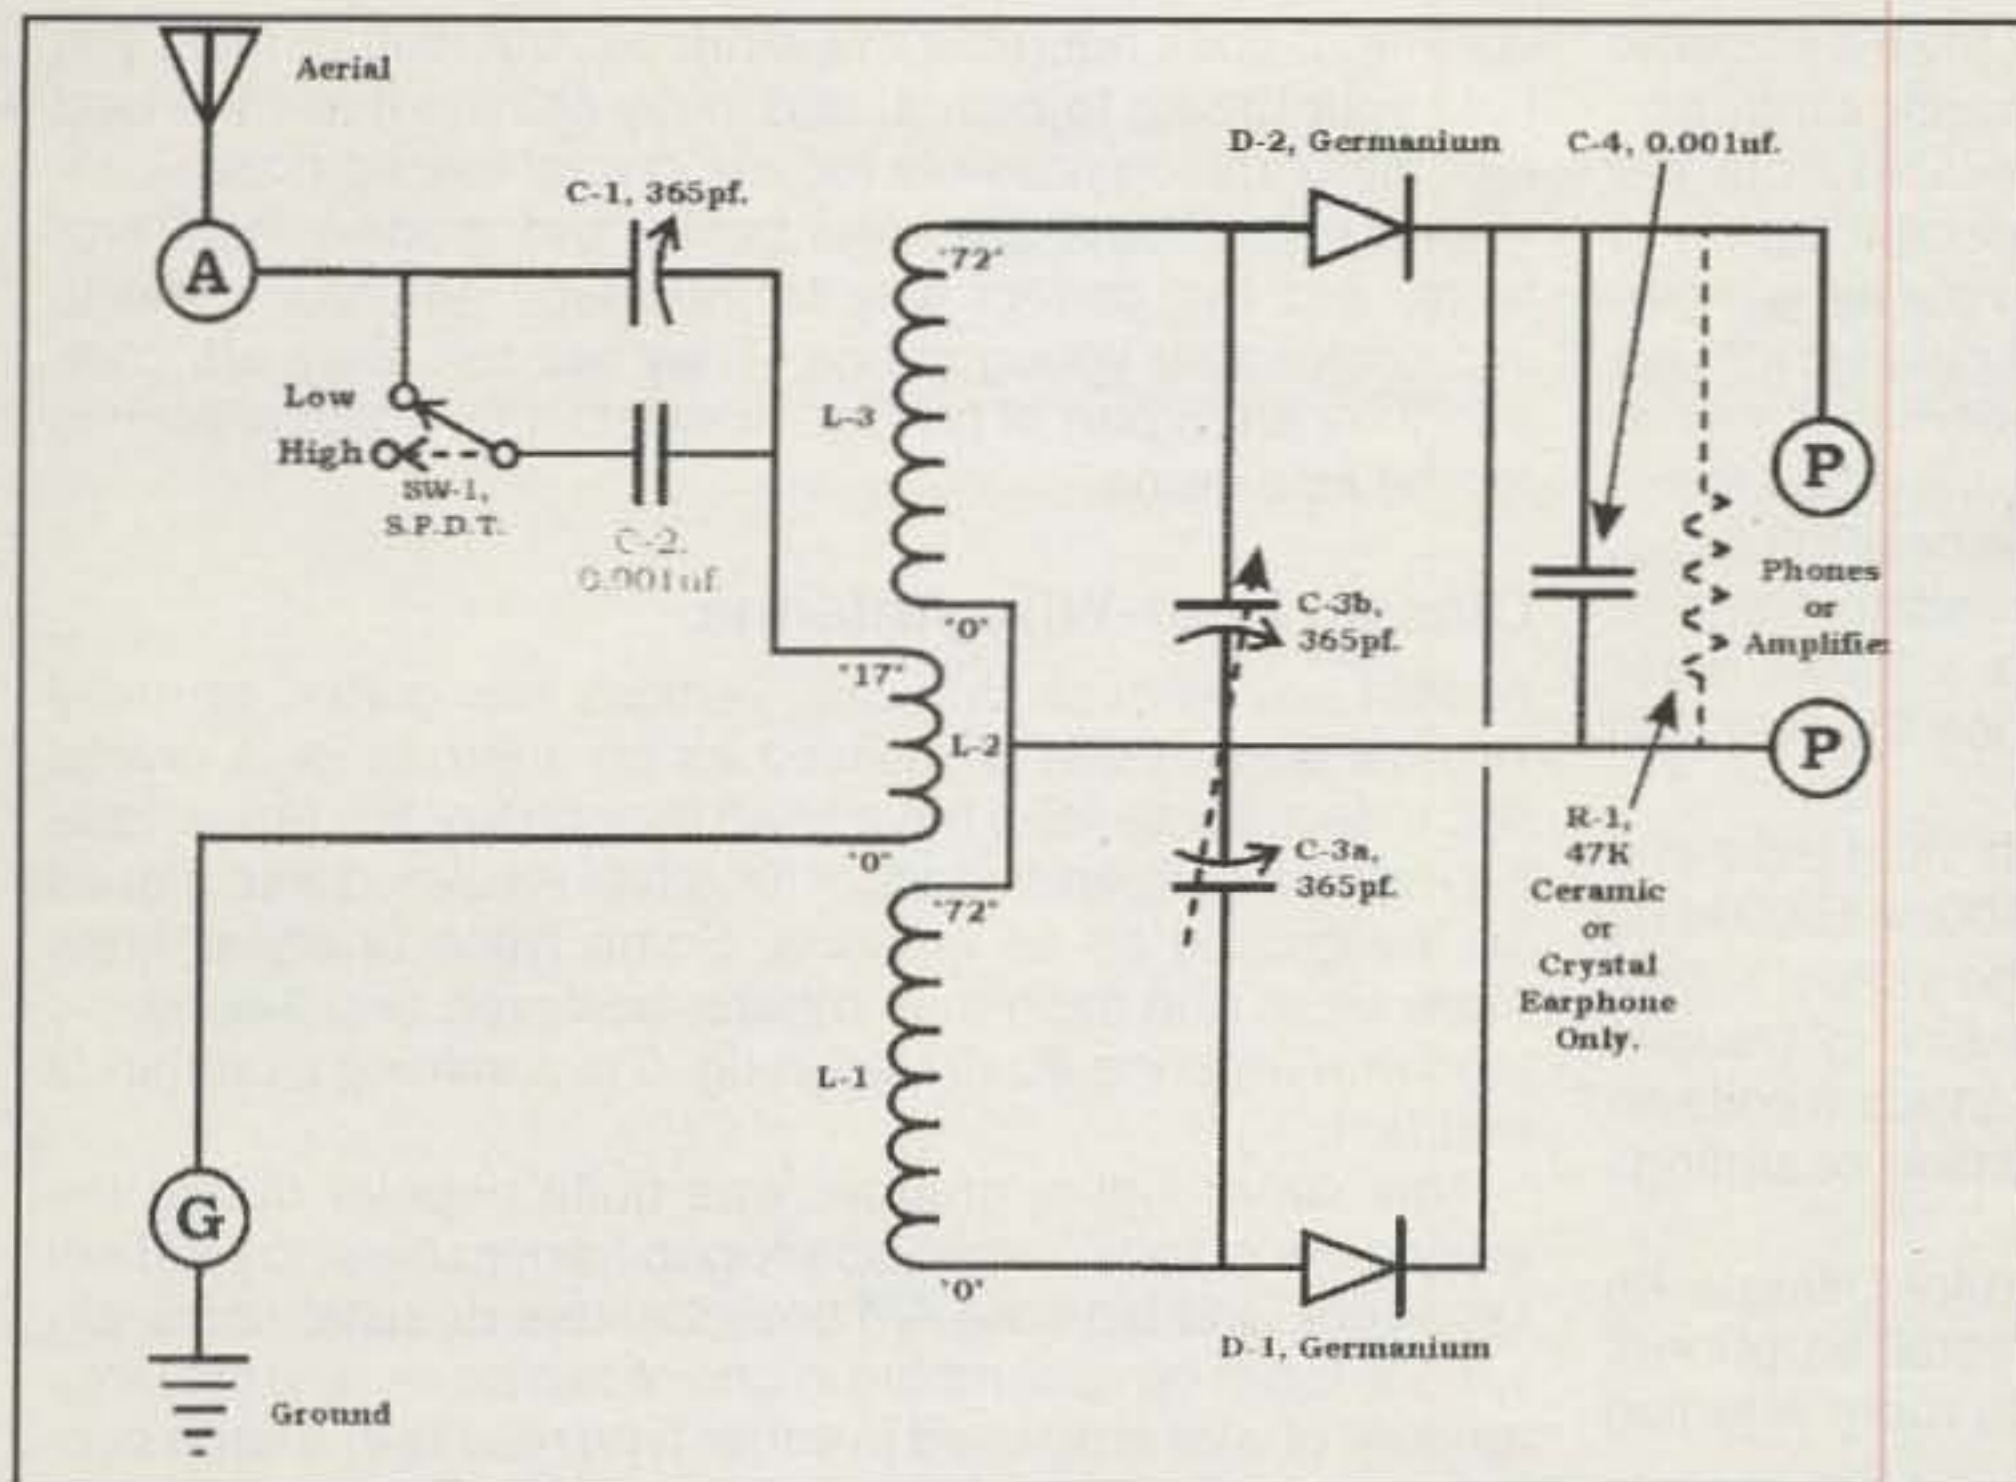 Aerial
A
C-1, 365pf.
Low
High
SW-1,
S.P.D.T.
C-2.
0.001uf.
D-2, Germanium
C-4, 0.001uf.
"72"
L-3
"0"
"17"
L-2
"0"
"72"
L-1
"0"
C-3b,
365pf.
C-3a,
365pf.
P
Phones
or
Amplifier
P
R-1,
47K
Ceramic
or
Crystal
Earphone
Only.
D-1, Germanium
G
Ground